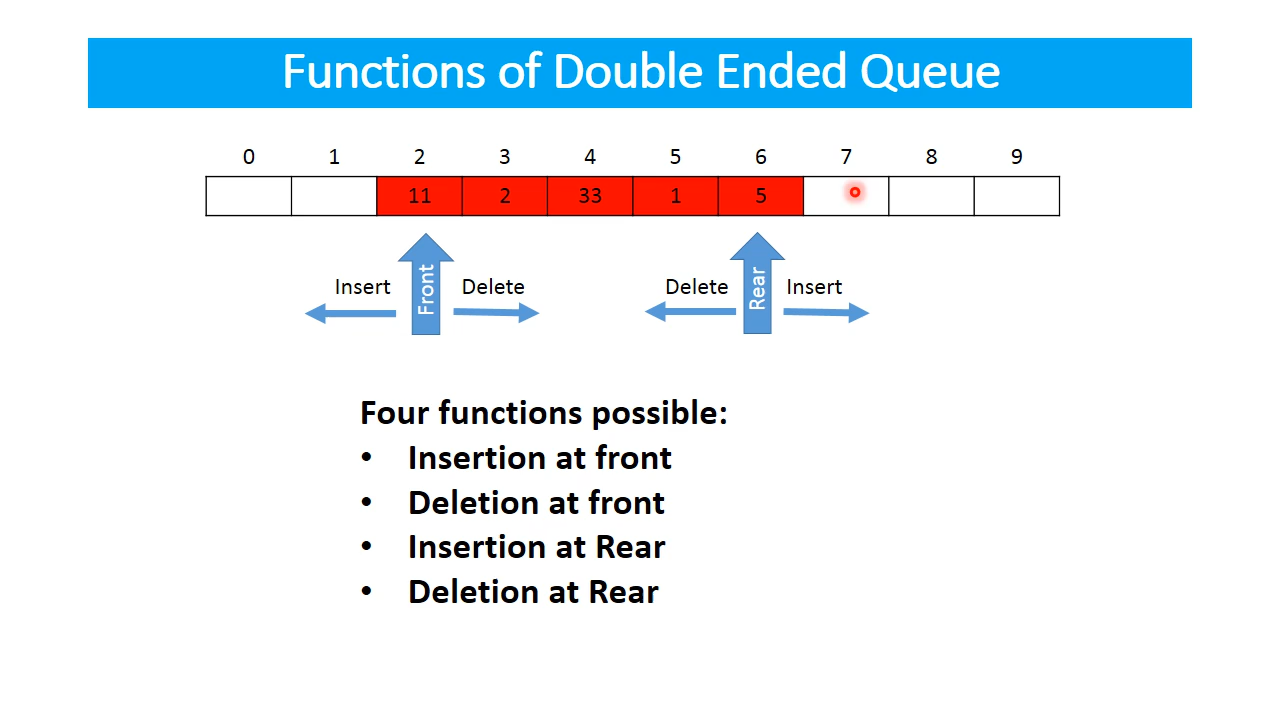 Functions of Double Ended Queue
0 1 2 3 4 5 6 7 8 9
11 2 33 1 5
Insert Front Delete Delete Rear Insert
Four functions possible:
• Insertion at front
• Deletion at front
• Insertion at Rear
• Deletion at Rear